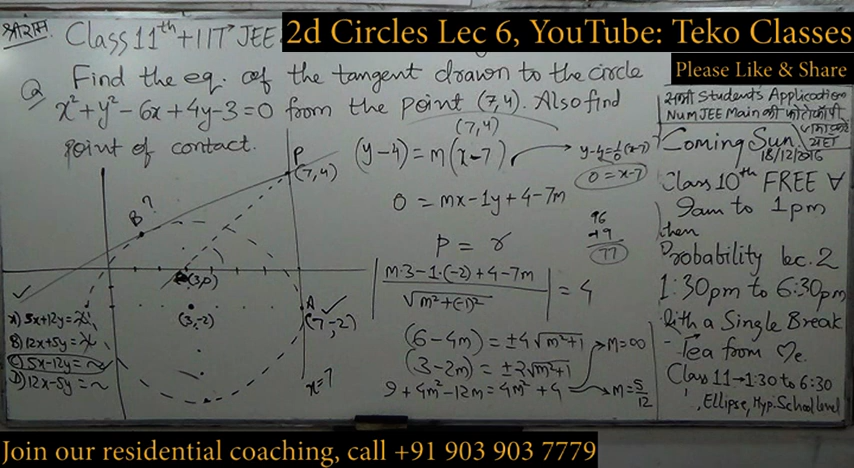 श्रीराम Class 11th + IIT JEE
2d Circles Lec 6, YouTube: Teko Classes
Please Like & Share
Q Find the eq. of the tangent drawn to the circle
x² + y² - 6x + 4y - 3 = 0 from the point (7,4). Also find
point of contact.
(7,4)
(y-4) = m(x-7)
y-4 = 1/0 (x-7)
0 = x-7
0 = mx - 1y + 4 - 7m
96
+9
77
p = r
|m·3 - 1·(-2) + 4 - 7m / √m²+(-1)²| = 4
(6-4m) = ±4√m²+1
(3-2m) = ±2√m²+1
9 + 4m² - 12m = 4m² + 4
M=∞
M=5/12
P
(7,4)
B?
(3,0)
(3,-2)
A
(7,-2)
x=7
A) 5x+12y=
B) 12x+5y=
C) 5x-12y=
D) 12x-5y=
सभी Students Application
Num JEE Main की फोटोकॉपी
Coming Sun.
18/12/2016
Class 10th FREE
9am to 1pm
then
Probability lec. 2
1:30pm to 6:30pm
With a Single Break
- Tea from Me.
Class 11 → 1:30 to 6:30
, Ellipse, Hyp. School level
Join our residential coaching, call +91 903 903 7779